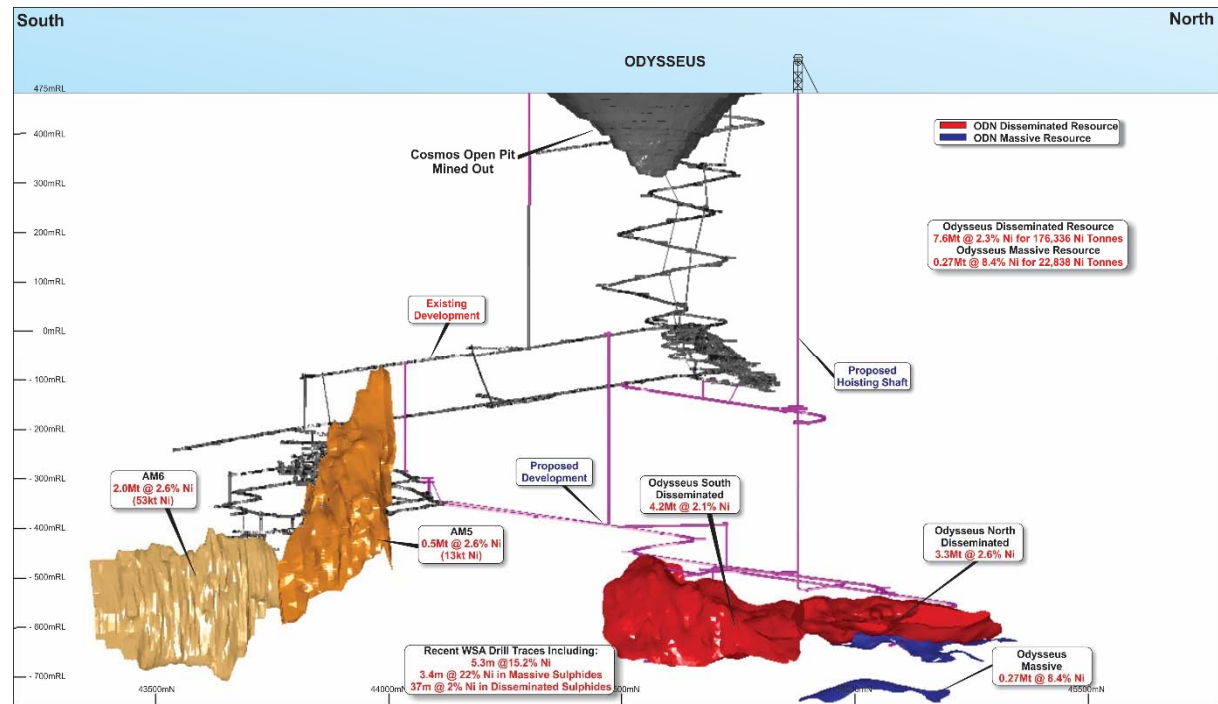 South
North
ODYSSEUS
475mRL
400mRL
300mRL
200mRL
100mRL
0mRL
- 100mRL
- 200mRL
- 300mRL
- 400mRL
- 500mRL
- 600mRL
- 700mRL
Cosmos Open Pit
Mined Out
ODN Disseminated Resource
ODN Massive Resource
Odysseus Disseminated Resource
7.6Mt @ 2.3% Ni for 176,336 Ni Tonnes
Odysseus Massive Resource
0.27Mt @ 8.4% Ni for 22,838 Ni Tonnes
Existing
Development
Proposed
Hoisting Shaft
AM6
2.0Mt @ 2.6% Ni
(53kt Ni)
Proposed
Development
Odysseus South
Disseminated
4.2Mt @ 2.1% Ni
AM5
0.5Mt @ 2.6% Ni
(13kt Ni)
Odysseus North
Disseminated
3.3Mt @ 2.6% Ni
Recent WSA Drill Traces Including:
5.3m @15.2% Ni
3.4m @ 22% Ni in Massive Sulphides
37m @ 2% Ni in Disseminated Sulphides
Odysseus
Massive
0.27Mt @ 8.4% Ni
43500mN
44000mN
45500mN